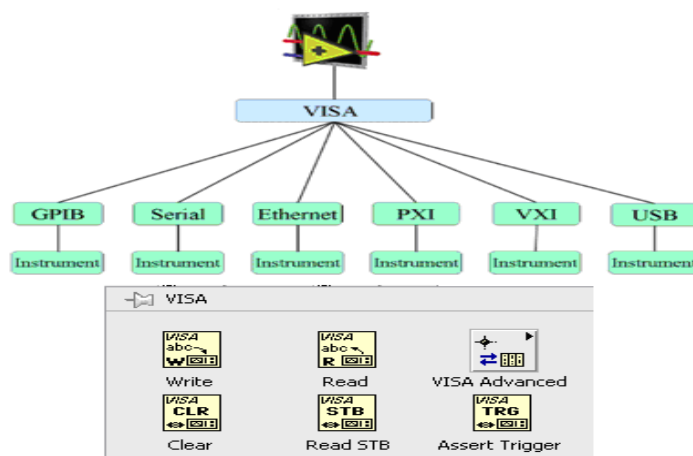 VISA
GPIB Serial Ethernet PXI VXI USB
Instrument Instrument Instrument Instrument Instrument Instrument
VISA
VISA abc W VISA abc R
Write Read VISA Advanced
VISA CLR VISA STB VISA TRG
Clear Read STB Assert Trigger